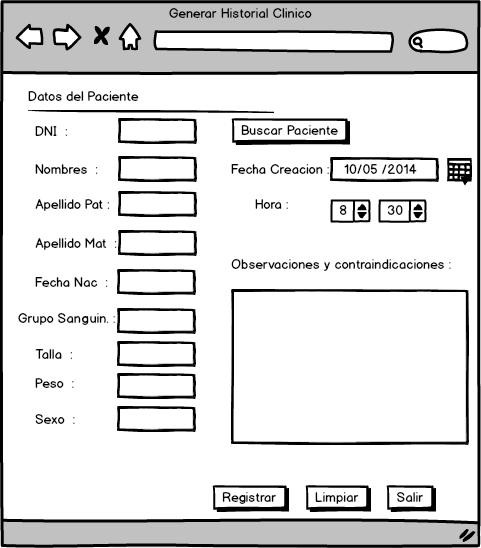 Generar Historial Clinico
Datos del Paciente
DNI :
Buscar Paciente
Nombres :
Fecha Creacion : 10/05 /2014
Apellido Pat :
Hora : 8 30
Apellido Mat :
Observaciones y contraindicaciones :
Fecha Nac :
Grupo Sanguin. :
Talla :
Peso :
Sexo :
Registrar Limpiar Salir